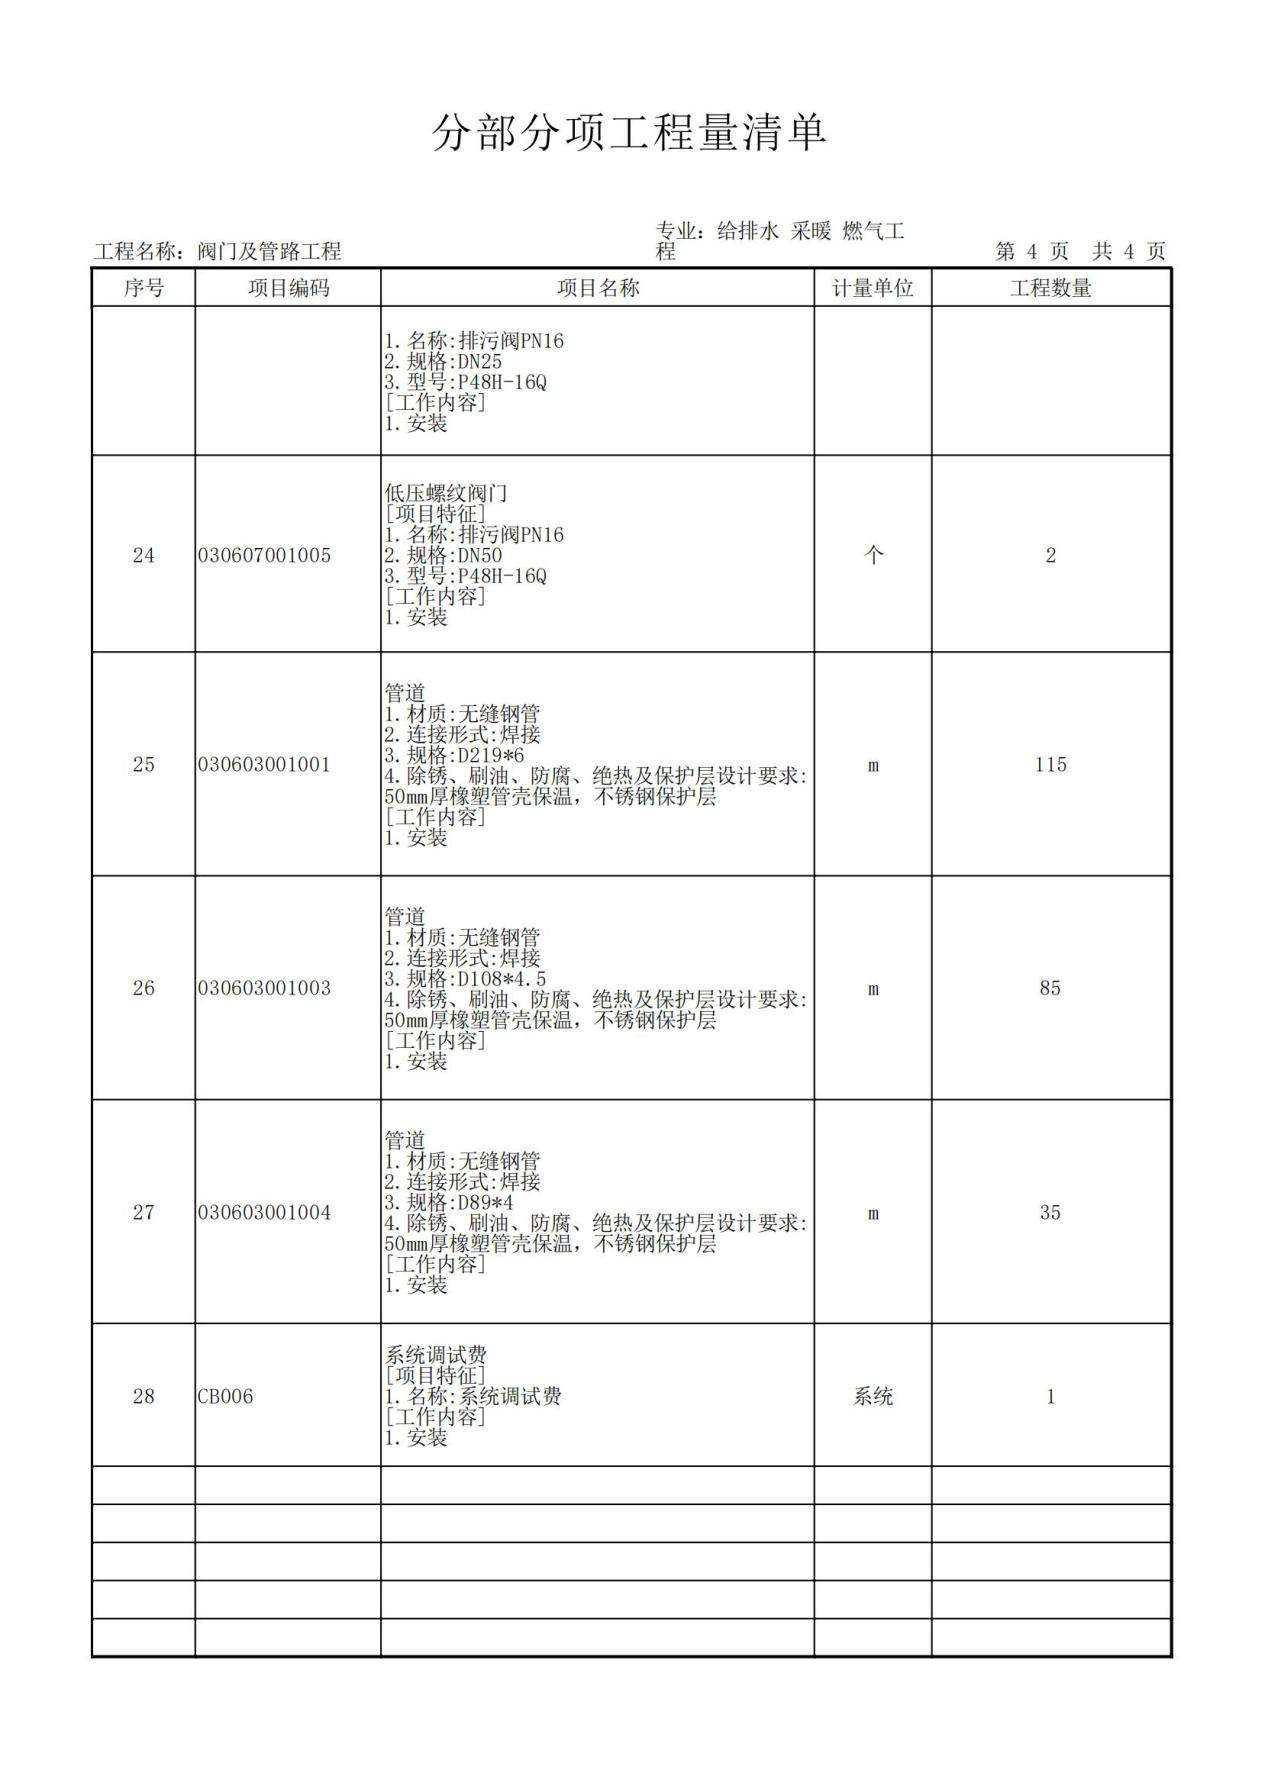 分部分项工程量清单
工程名称：阀门及管路工程
专业：给排水 采暖 燃气工
程
第 4 页 共 4 页
序号 项目编码 项目名称 计量单位 工程数量
1.名称:排污阀PN16
2.规格:DN25
3.型号:P48H-16Q
[工作内容]
1.安装
24 030607001005
低压螺纹阀门
[项目特征]
1.名称:排污阀PN16
2.规格:DN50
3.型号:P48H-16Q
[工作内容]
1.安装
个 2
25 030603001001
管道
1.材质:无缝钢管
2.连接形式:焊接
3.规格:D219*6
4.除锈、刷油、防腐、绝热及保护层设计要求:
50mm厚橡塑管壳保温，不锈钢保护层
[工作内容]
1.安装
m 115
26 030603001003
管道
1.材质:无缝钢管
2.连接形式:焊接
3.规格:D108*4.5
4.除锈、刷油、防腐、绝热及保护层设计要求:
50mm厚橡塑管壳保温，不锈钢保护层
[工作内容]
1.安装
m 85
27 030603001004
管道
1.材质:无缝钢管
2.连接形式:焊接
3.规格:D89*4
4.除锈、刷油、防腐、绝热及保护层设计要求:
50mm厚橡塑管壳保温，不锈钢保护层
[工作内容]
1.安装
m 35
28 CB006
系统调试费
[项目特征]
1.名称:系统调试费
[工作内容]
1.安装
系统 1